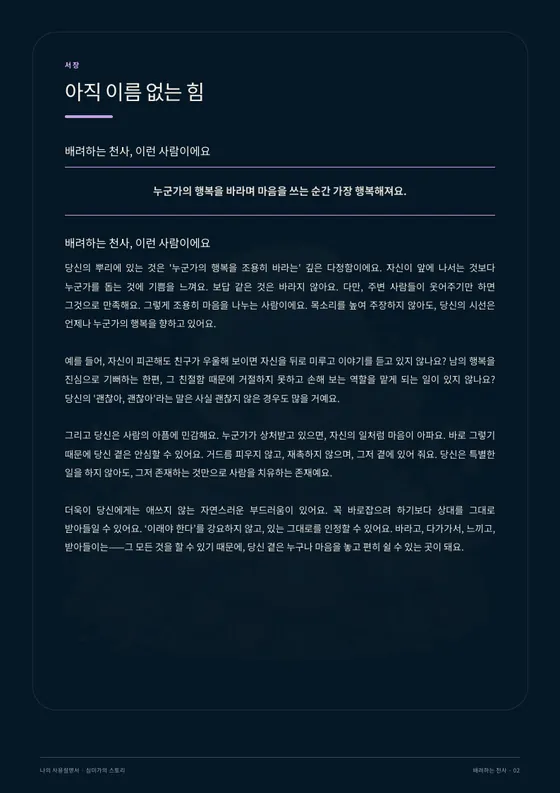 서장
아직 이름 없는 힘
배려하는 천사, 이런 사람이에요
누군가의 행복을 바라며 마음을 쓰는 순간 가장 행복해져요.
배려하는 천사, 이런 사람이에요
당신의 뿌리에 있는 것은 '누군가의 행복을 조용히 바라는' 깊은 다정함이에요. 자신이 앞에 나서는 것보다
누군가를 돕는 것에 기쁨을 느껴요. 보답 같은 것은 바라지 않아요. 다만, 주변 사람들이 웃어주기만 하면
그것으로 만족해요. 그렇게 조용히 마음을 나누는 사람이에요. 목소리를 높여 주장하지 않아도, 당신의 시선은
언제나 누군가의 행복을 향하고 있어요.
예를 들어, 자신이 피곤해도 친구가 우울해 보이면 자신을 뒤로 미루고 이야기를 듣고 있지 않나요? 남의 행복을
진심으로 기뻐하는 한편, 그 친절함 때문에 거절하지 못하고 손해 보는 역할을 맡게 되는 일이 있지 않나요?
당신의 '괜찮아, 괜찮아'라는 말은 사실 괜찮지 않은 경우도 많을 거예요.
그리고 당신은 사람의 아픔에 민감해요. 누군가가 상처받고 있으면, 자신의 일처럼 마음이 아파요. 바로 그렇기
때문에 당신 곁은 안심할 수 있어요. 거드름 피우지 않고, 재촉하지 않으며, 그저 곁에 있어 줘요. 당신은 특별한
일을 하지 않아도, 그저 존재하는 것만으로 사람을 치유하는 존재예요.
더욱이 당신에게는 애쓰지 않는 자연스러운 부드러움이 있어요. 꼭 바로잡으려 하기보다 상대를 그대로
받아들일 수 있어요. '이래야 한다'를 강요하지 않고, 있는 그대로를 인정할 수 있어요. 바라고, 다가가서, 느끼고,
받아들이는——그 모든 것을 할 수 있기 때문에, 당신 곁은 누구나 마음을 놓고 편히 쉴 수 있는 곳이 돼요.
나의 사용설명서 · 심미가의 스토리
배려하는 천사 · 02